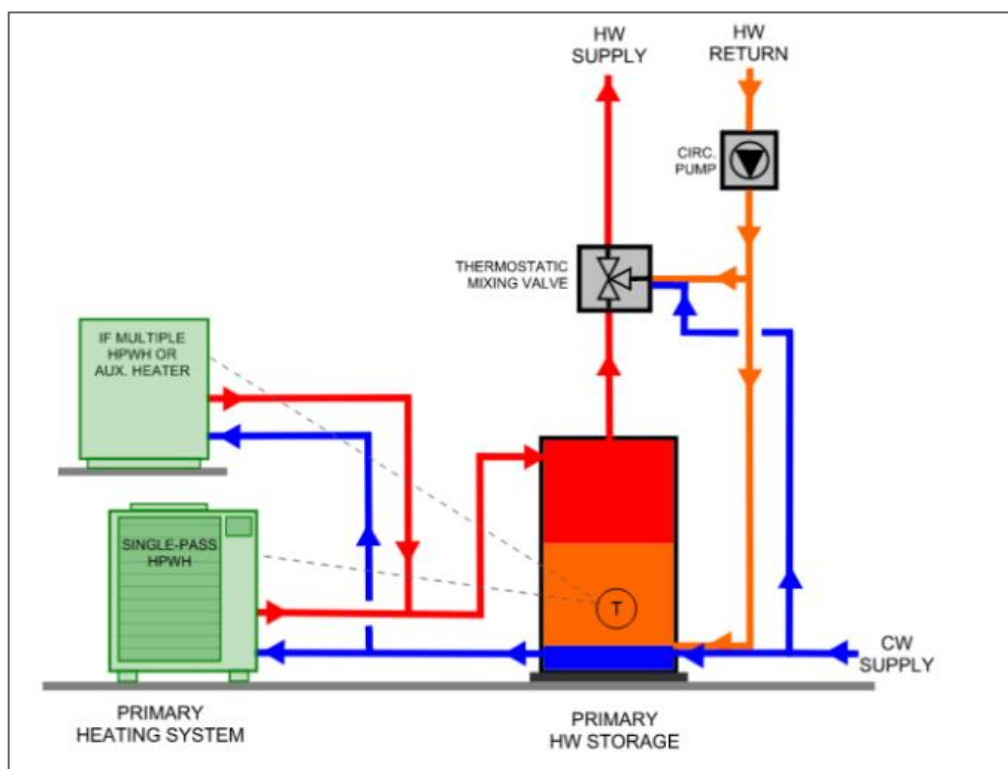 HW
SUPPLY
HW
RETURN
CIRC.
PUMP
THERMOSTATIC
MIXING VALVE
IF MULTIPLE
HPWH OR
AUX. HEATER
SINGLE-PASS
HPWH
T
CW
SUPPLY
PRIMARY
HEATING SYSTEM
PRIMARY
HW STORAGE